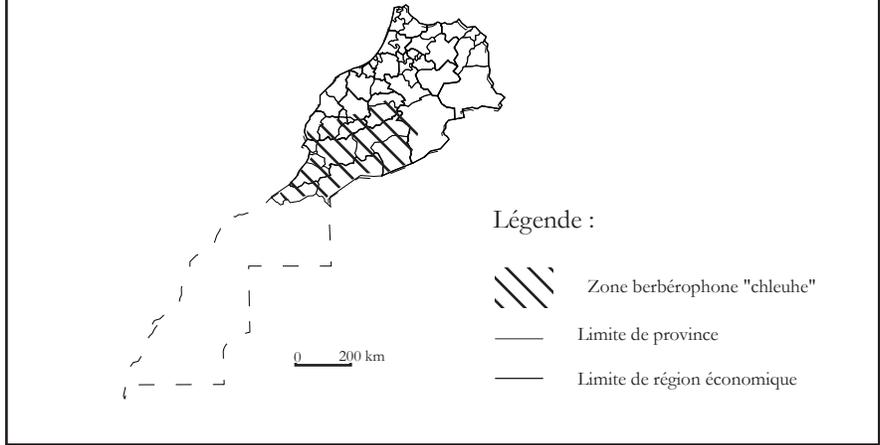 Légende :
Zone berbérophone "chleuhe"
Limite de province
0 200 km
Limite de région économique